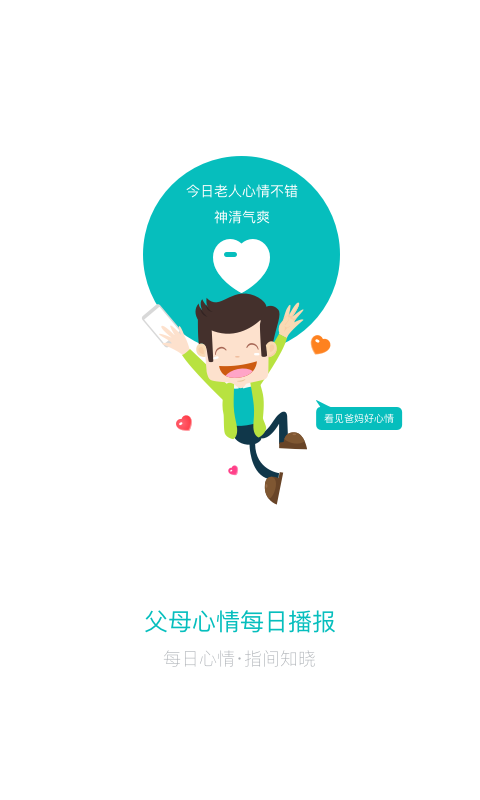 今日老人心情不错
神清气爽
看见爸妈好心情
父母心情每日播报
每日心情·指间知晓